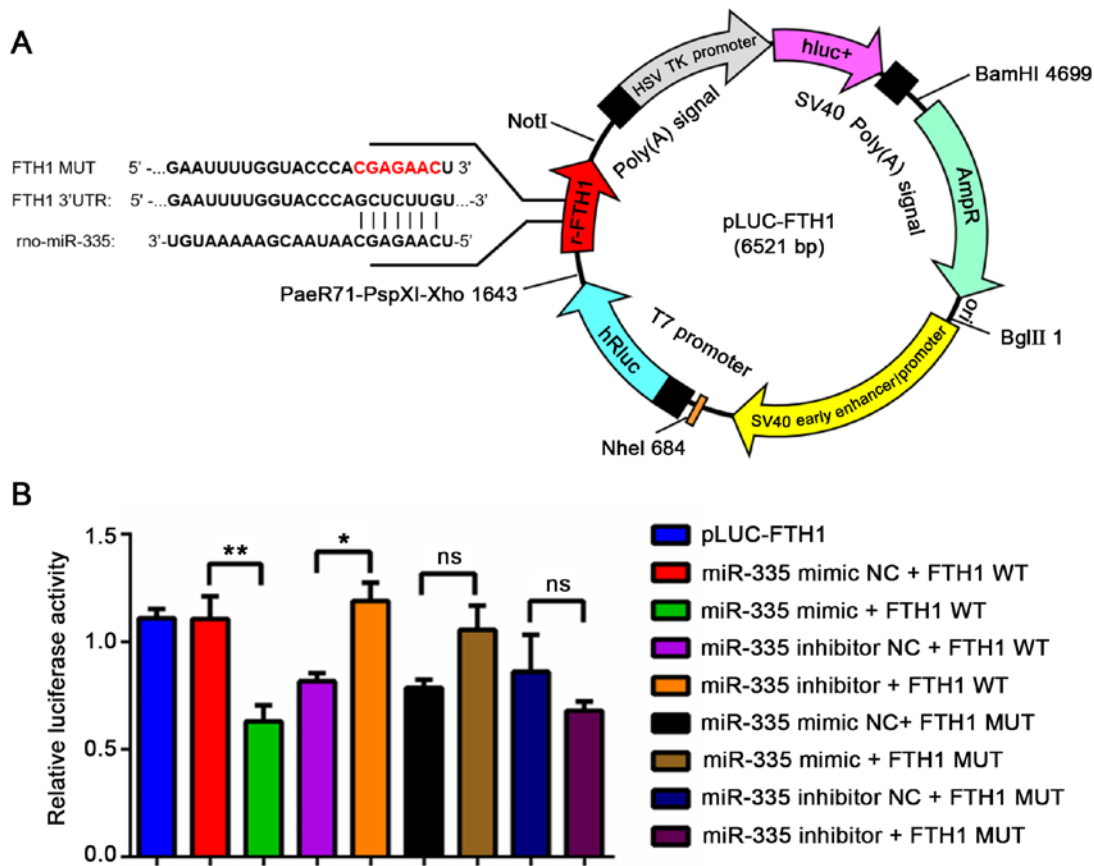 A
FTH1 MUT 5' -...GAAUUUUGGUACCCACGAGAACU 3'
FTH1 3'UTR: 5' -...GAAUUUUGGUACCCAGCUCUUGU...-3'
rno-miR-335: 3'-UGUAAAAAGCAAUAACGAGAACU-5'
HSV TK promoter
hluc+
BamHI 4699
NotI
Poly(A) signal
SV40 Poly(A) signal
AmpR
r-FTH1
pLUC-FTH1
(6521 bp)
PaeR71-PspXI-Xho 1643
ori
BglII 1
hRluc
T7 promoter
SV40 early enhancer/promoter
NheI 684
B
Relative luciferase activity
1.5
1.0
0.5
0.0
**
*
ns
ns
pLUC-FTH1
miR-335 mimic NC + FTH1 WT
miR-335 mimic + FTH1 WT
miR-335 inhibitor NC + FTH1 WT
miR-335 inhibitor + FTH1 WT
miR-335 mimic NC+ FTH1 MUT
miR-335 mimic + FTH1 MUT
miR-335 inhibitor NC + FTH1 MUT
miR-335 inhibitor + FTH1 MUT